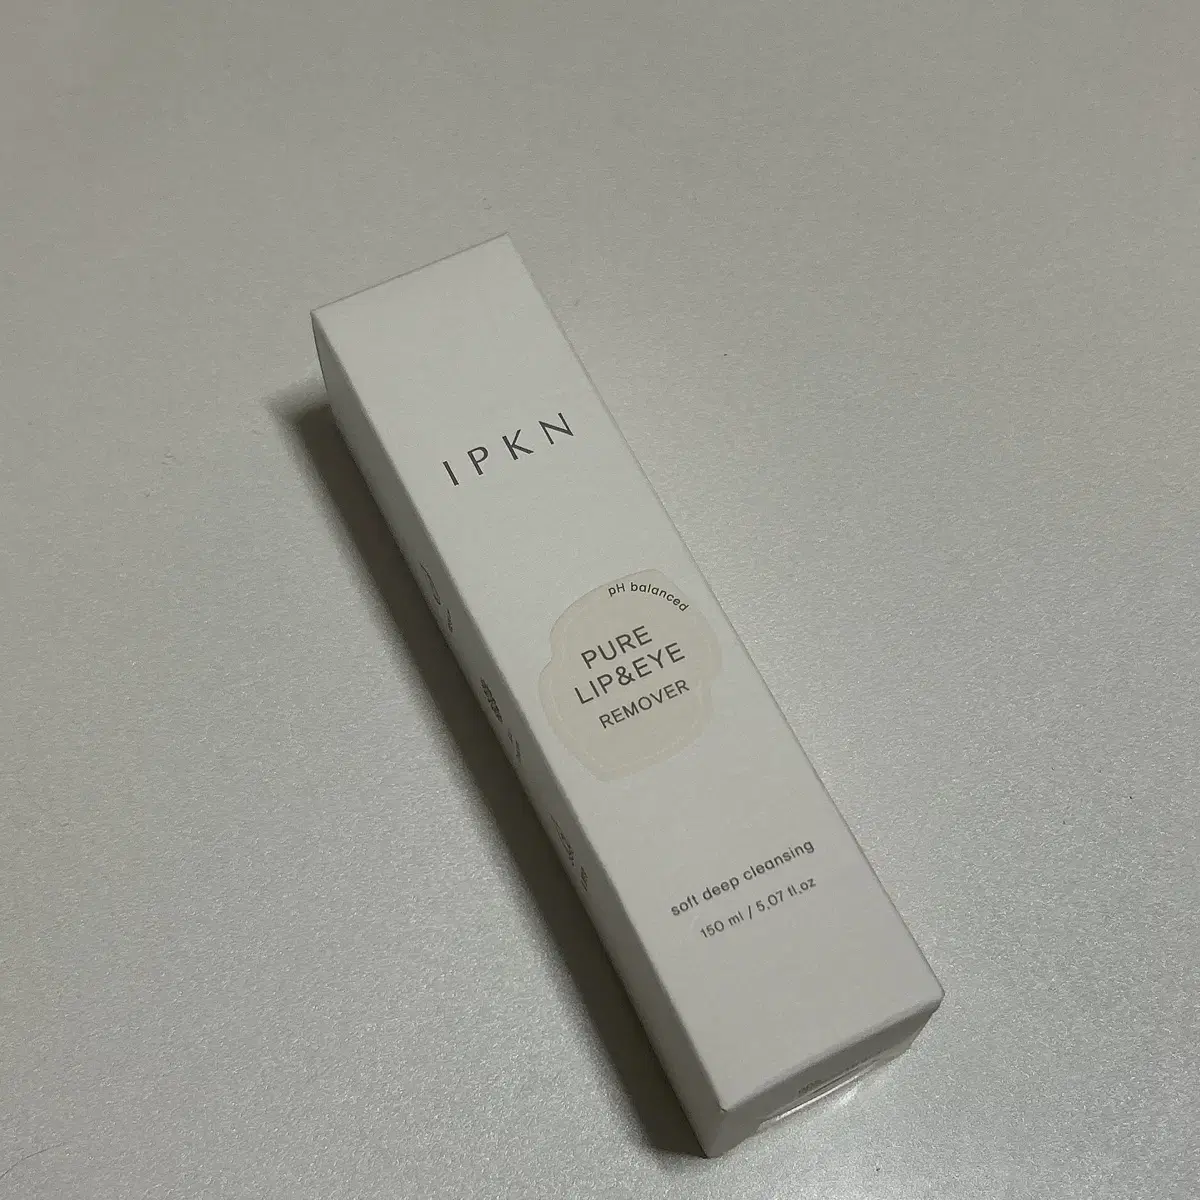 IPKN
pH balanced
PURE
LIP&EYE
REMOVER
soft deep cleansing
150 ml / 5.07 fl.oz